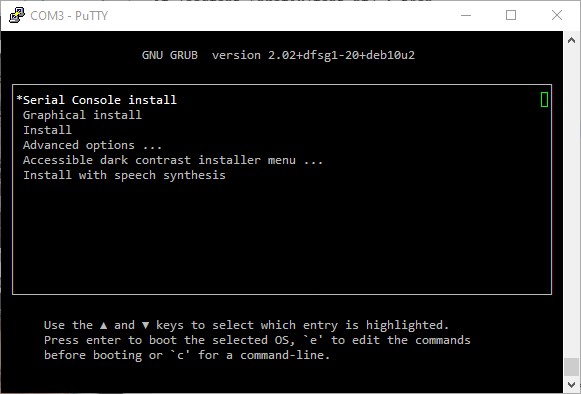 COM3 - PuTTY
GNU GRUB  version 2.02+dfsg1-20+deb10u2
*Serial Console install
Graphical install
Install
Advanced options ...
Accessible dark contrast installer menu ...
Install with speech synthesis
Use the ▲ and ▼ keys to select which entry is highlighted.
Press enter to boot the selected OS, `e' to edit the commands
before booting or `c' for a command-line.